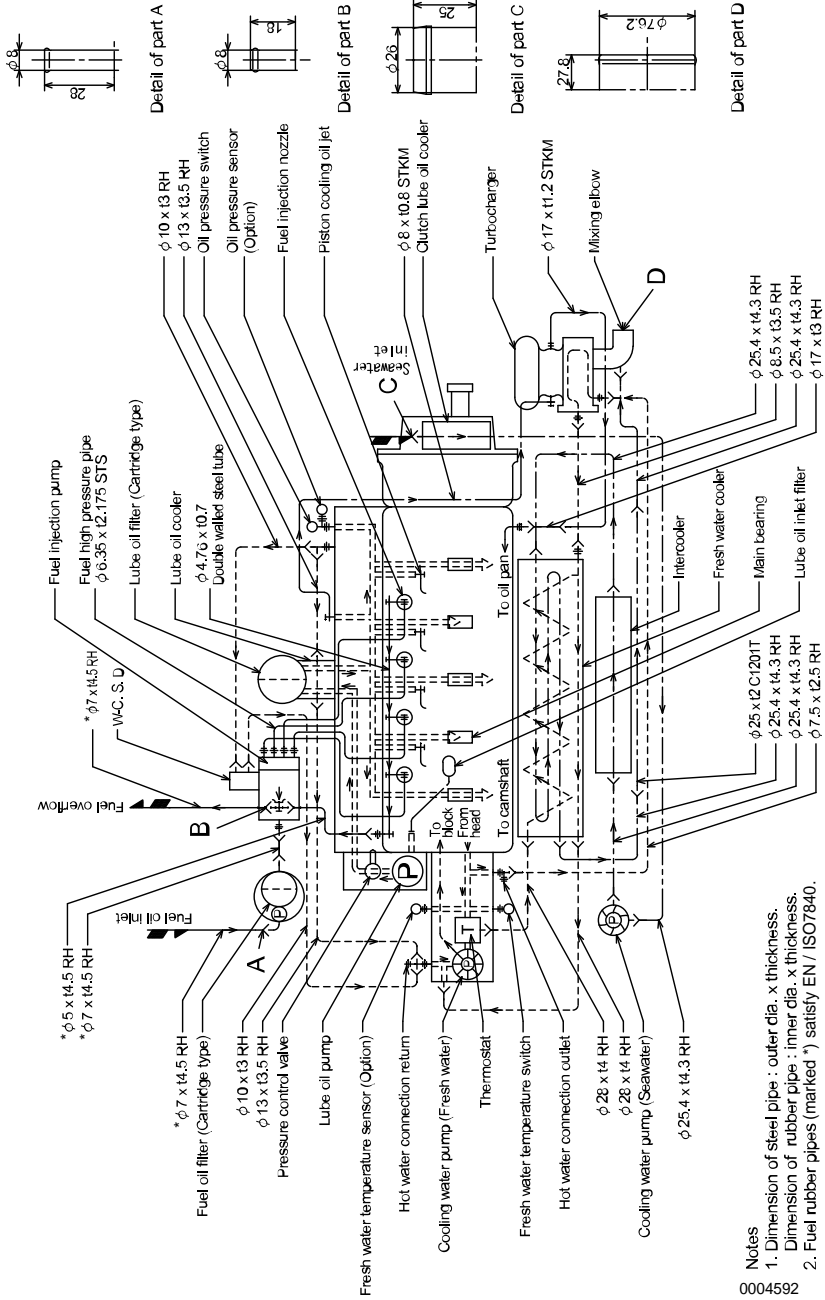 Fuel injection pump
Fuel high pressure pipe
φ6.35 x t2.175 STS
Lube oil filter (Cartridge type)
Lube oil cooler
φ4.76 x t0.7
Double walled steel tube
φ10 x t3 RH
φ13 x t3.5 RH
Oil pressure switch
Oil pressure sensor
(Option)
Fuel injection nozzle
Piston cooling oil jet
φ8 x t0.8 STKM
Clutch lube oil cooler
Turbocharger
φ17 x t1.2 STKM
Mixing elbow
φ8
28
Detail of part A
φ8
18
Detail of part B
φ26
25
Detail of part C
φ76.2
27.8
Detail of part D
*φ7 x t4.5 RH
W-C. S. D
Fuel overflow
B
Fuel oil inlet
A
P
Seawater
inlet
C
D
P
T
P
P
To
block
From
head
To camshaft
To oil pan
*φ5 x t4.5 RH
*φ7 x t4.5 RH
*φ7 x t4.5 RH
Fuel oil filter (Cartridge type)
φ10 x t3 RH
φ13 x t3.5 RH
Pressure control valve
Lube oil pump
Fresh water temperature sensor (Option)
Hot water connection return
Cooling water pump (Fresh water)
Thermostat
Fresh water temperature switch
Hot water connection outlet
φ28 x t4 RH
φ28 x t4 RH
Cooling water pump (Seawater)
φ25.4 x t4.3 RH
φ25.4 x t4.3 RH
φ8.5 x t3.5 RH
φ25.4 x t4.3 RH
φ17 x t3 RH
Intercooler
Fresh water cooler
Main bearing
Lube oil inlet filter
φ25 x t2 C1201T
φ25.4 x t4.3 RH
φ25.4 x t4.3 RH
φ7.5 x t2.5 RH
Notes
1. Dimension of steel pipe : outer dia. x thickness.
Dimension of rubber pipe : inner dia. x thickness.
2. Fuel rubber pipes (marked *) satisfy EN / ISO7840.
0004592